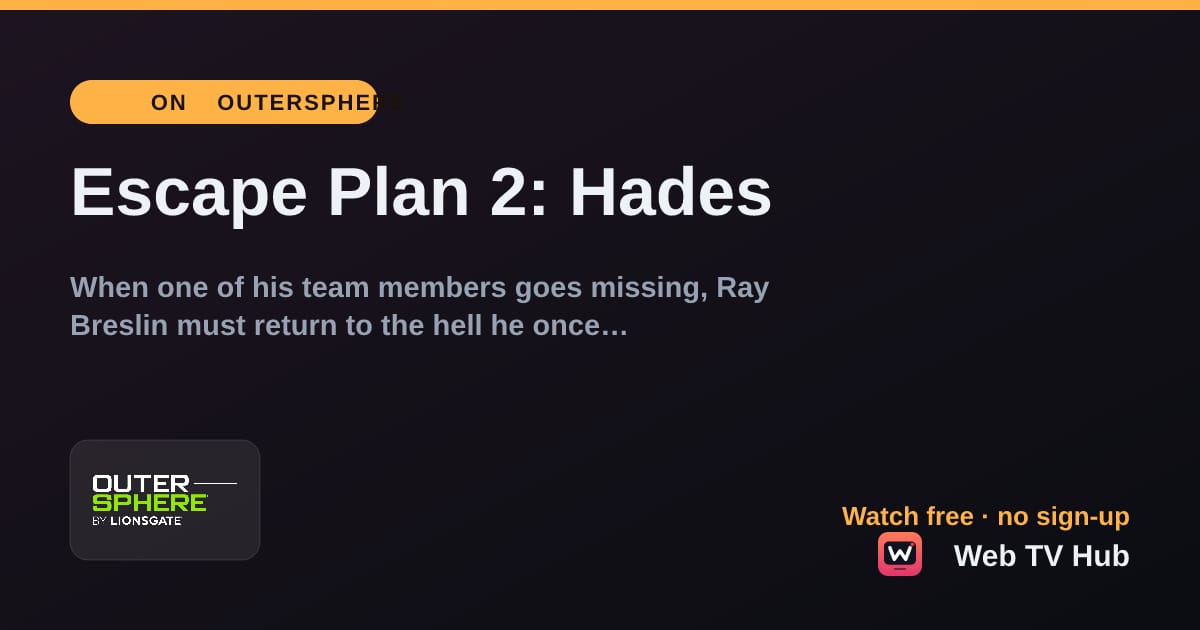 ON OUTERSPHERE
Escape Plan 2: Hades
When one of his team members goes missing, Ray
Breslin must return to the hell he once…
OUTER
SPHERE
BY LIONSGATE
Watch free · no sign-up
W
Web TV Hub